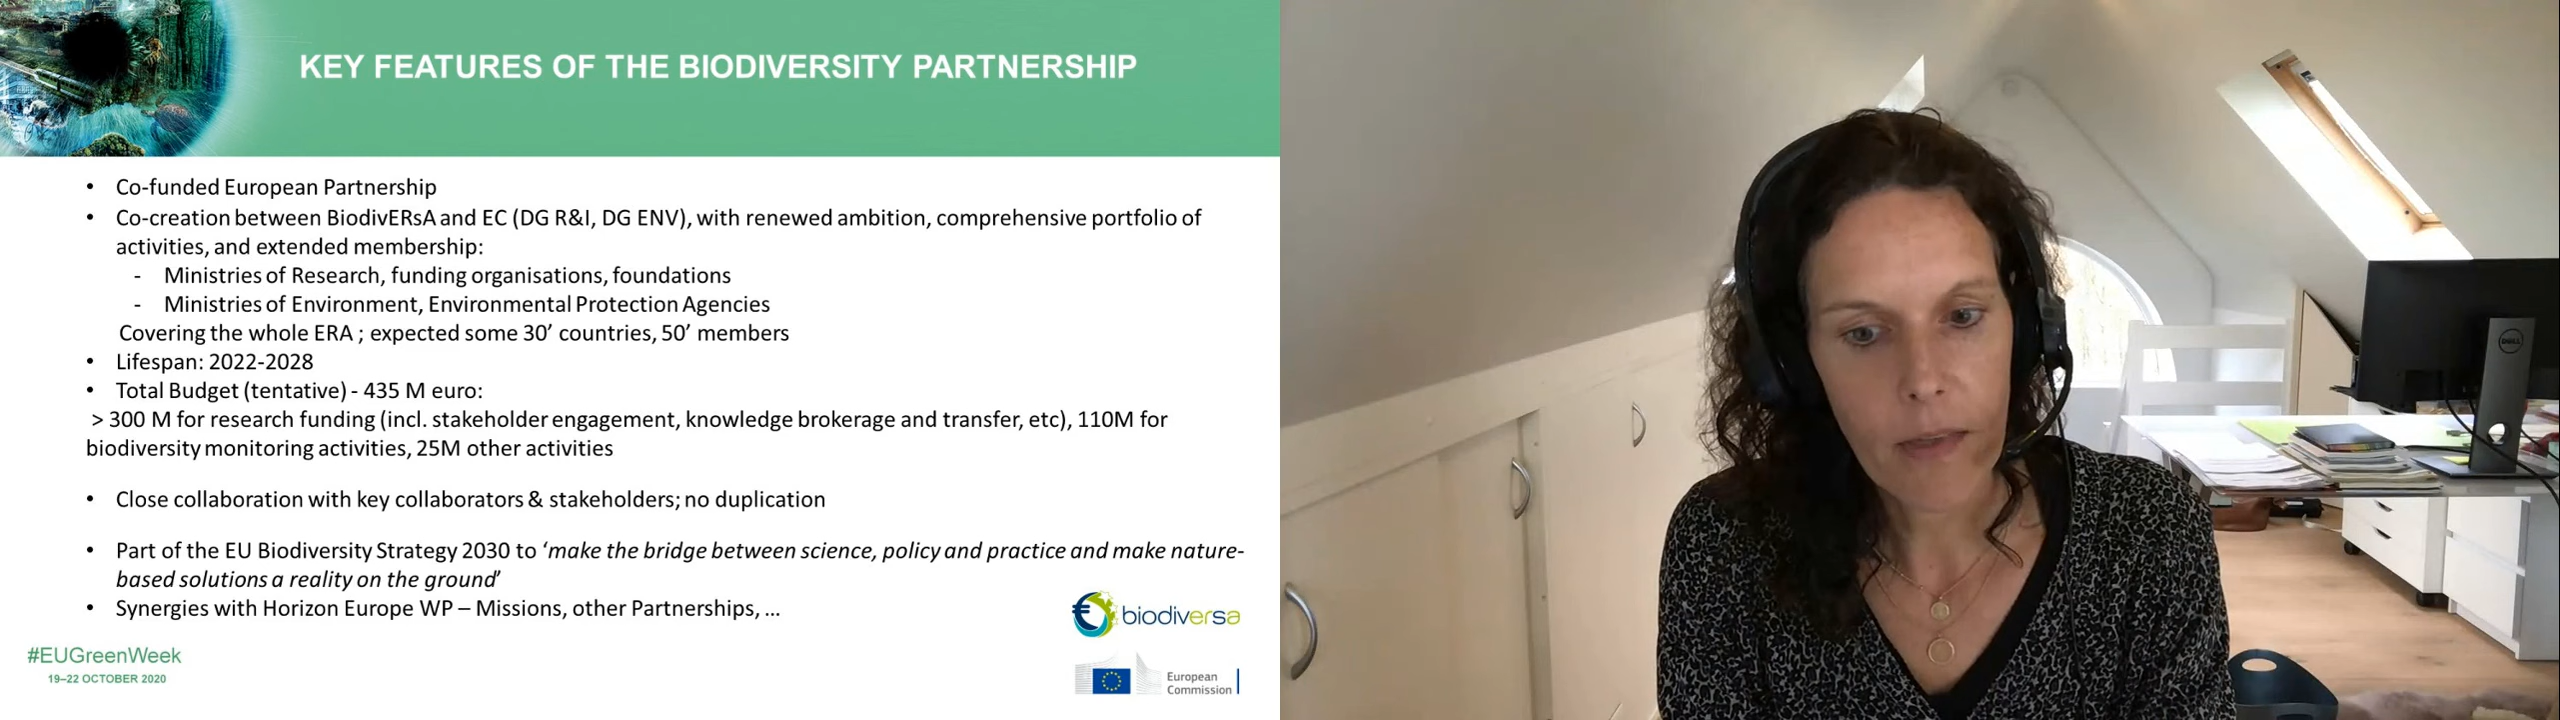 KEY FEATURES OF THE BIODIVERSITY PARTNERSHIP
• Co-funded European Partnership
• Co-creation between BiodivERsA and EC (DG R&I, DG ENV), with renewed ambition, comprehensive portfolio of
activities, and extended membership:
- Ministries of Research, funding organisations, foundations
- Ministries of Environment, Environmental Protection Agencies
Covering the whole ERA ; expected some 30’ countries, 50’ members
• Lifespan: 2022-2028
• Total Budget (tentative) - 435 M euro:
> 300 M for research funding (incl. stakeholder engagement, knowledge brokerage and transfer, etc), 110M for
biodiversity monitoring activities, 25M other activities
• Close collaboration with key collaborators & stakeholders; no duplication
• Part of the EU Biodiversity Strategy 2030 to ‘make the bridge between science, policy and practice and make nature-
based solutions a reality on the ground’
• Synergies with Horizon Europe WP – Missions, other Partnerships, ...
biodiversa
#EUGreenWeek
19–22 OCTOBER 2020
European
Commission
DELL